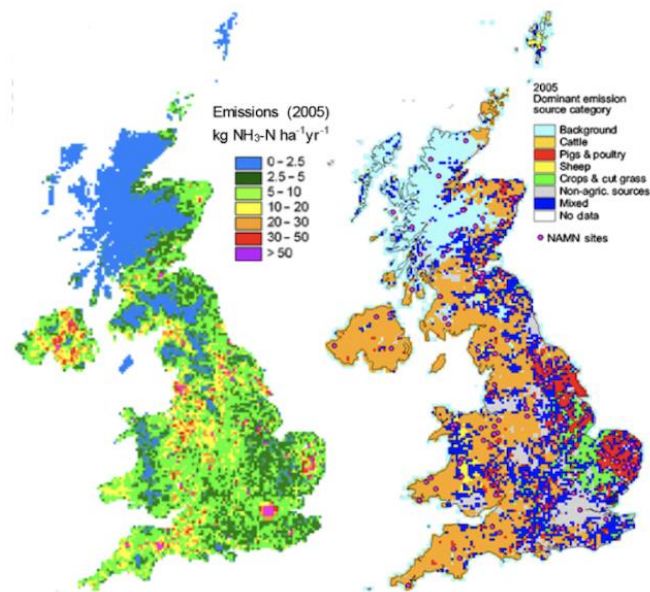 Emissions (2005)
kg NH₃-N ha⁻¹yr⁻¹
0 – 2.5
2.5 – 5
5 – 10
10 – 20
20 – 30
30 – 50
> 50
2005
Dominant emission
source category
Background
Cattle
Pigs & poultry
Sheep
Crops & cut grass
Non-agric. sources
Mixed
No data
NAMN sites